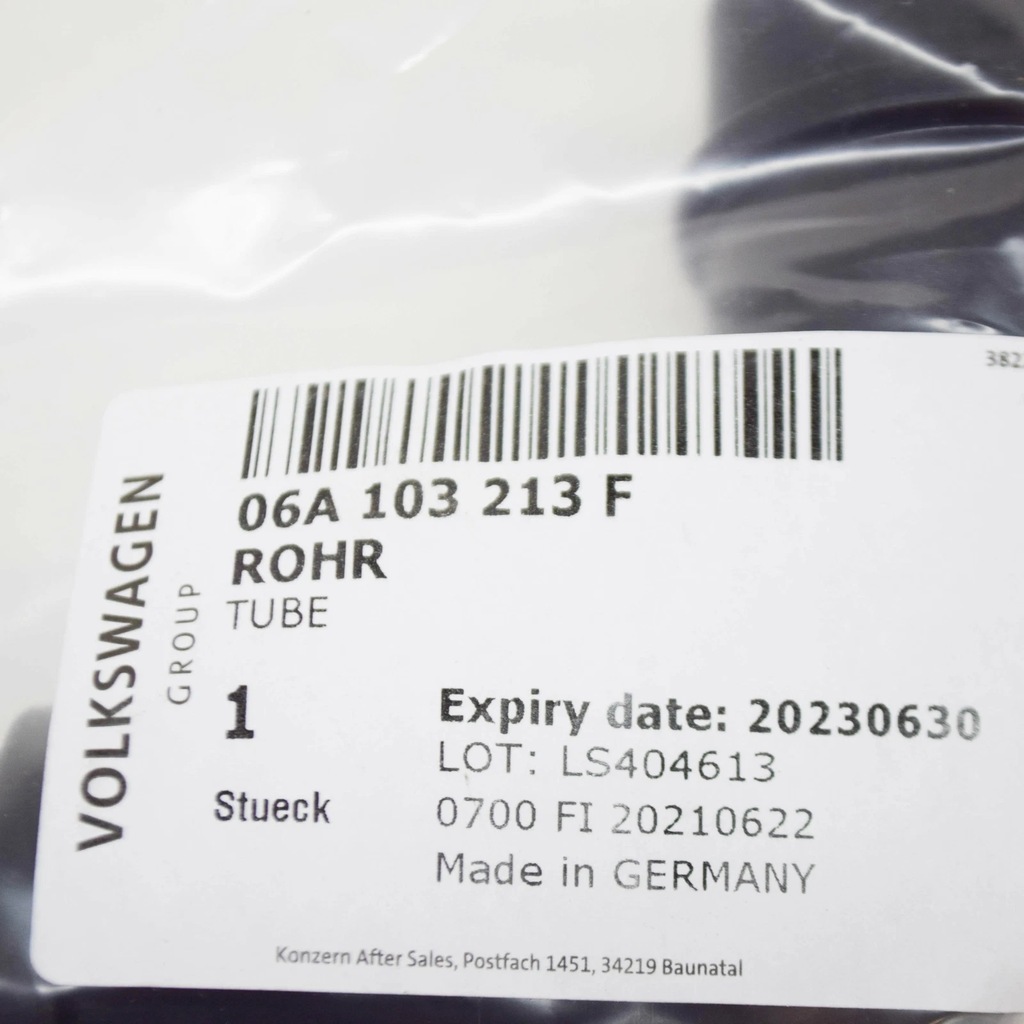 VOLKSWAGEN
GROUP
06A 103 213 F
ROHR
TUBE
1
Stueck
Expiry date: 20230630
LOT: LS404613
0700 FI 20210622
Made in GERMANY
Konzern After Sales, Postfach 1451, 34219 Baunatal